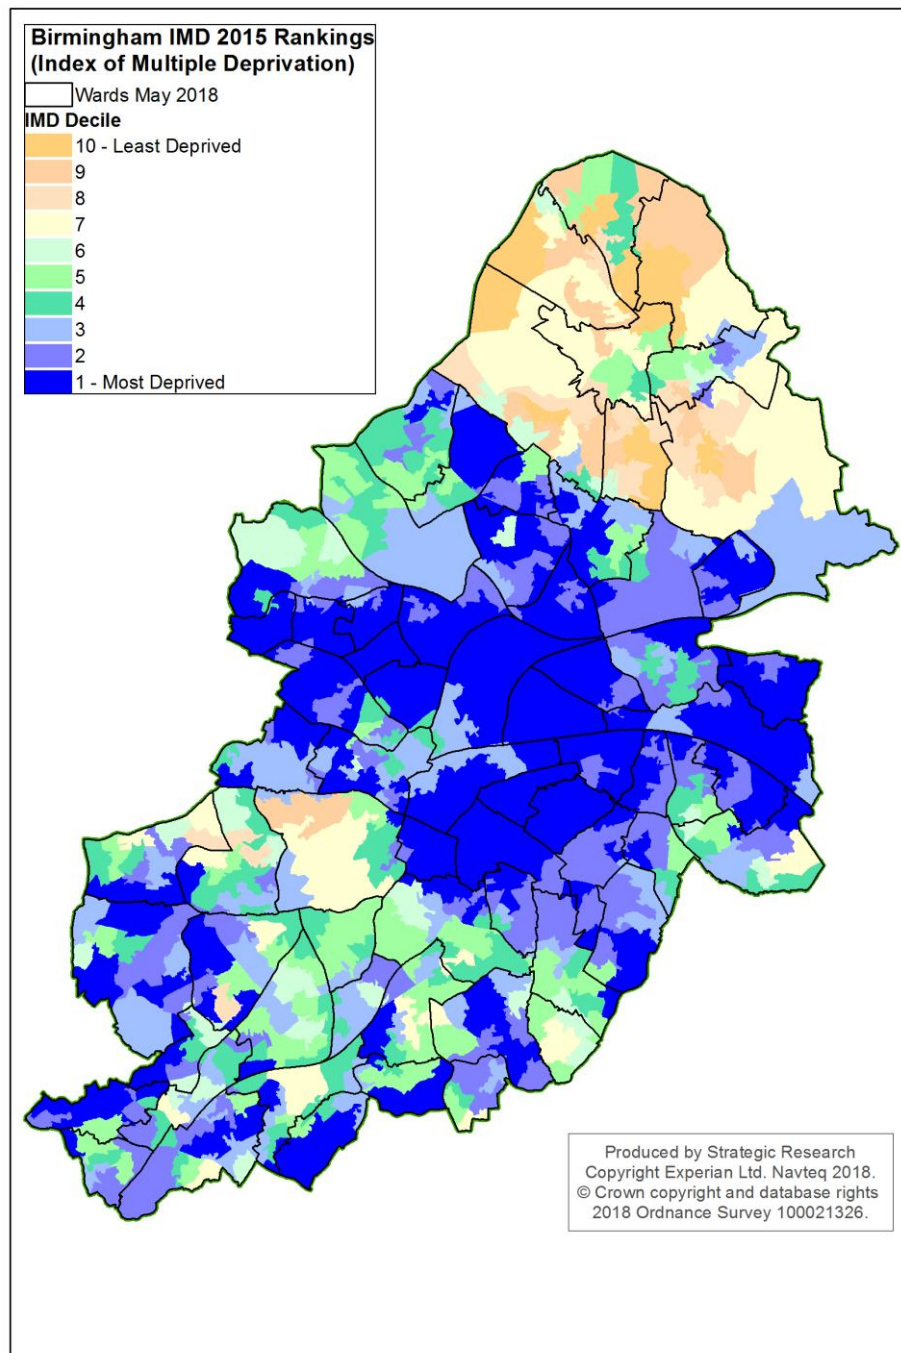 Birmingham IMD 2015 Rankings
(Index of Multiple Deprivation)
Wards May 2018
IMD Decile
10 - Least Deprived
9
8
7
6
5
4
3
2
1 - Most Deprived
Produced by Strategic Research
Copyright Experian Ltd. Navteq 2018.
© Crown copyright and database rights
2018 Ordnance Survey 100021326.